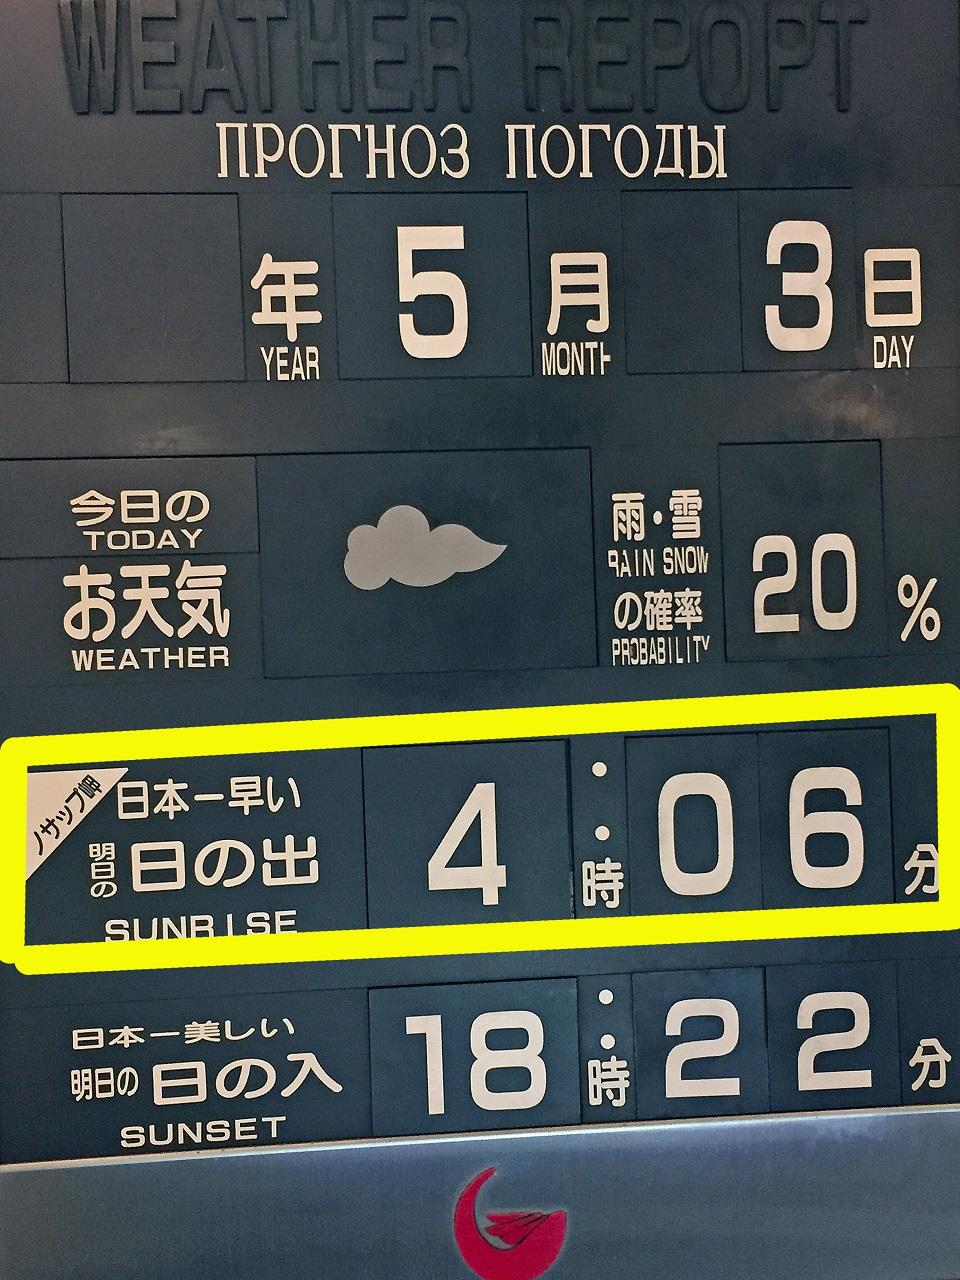 WEATHER REPOPT
ПРОГНОЗ ПОГОДЫ
年 5 月 3 日
YEAR MONTH DAY
今日の
TODAY
お天気
WEATHER
雨・雪
RAIN SNOW
の確率
PROBABILITY
20 %
ノサップ岬
日本一早い
明日の 日の出 4:時 06 分
SUNRISE
日本一美しい
明日の 日の入 18:時 22 分
SUNSET